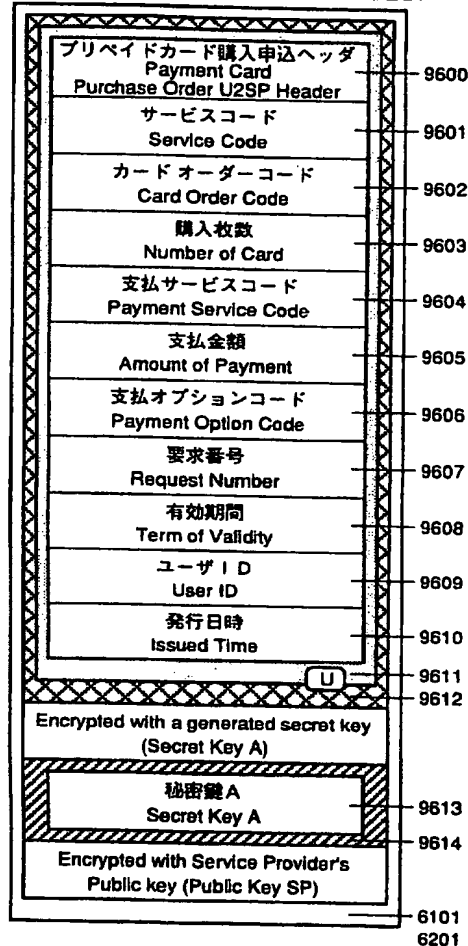 プリペイドカード購入申込ヘッダ
Payment Card
Purchase Order U2SP Header
9600
サービスコード
Service Code
9601
カード オーダーコード
Card Order Code
9602
購入枚数
Number of Card
9603
支払サービスコード
Payment Service Code
9604
支払金額
Amount of Payment
9605
支払オプションコード
Payment Option Code
9606
要求番号
Request Number
9607
有効期間
Term of Validity
9608
ユーザID
User ID
9609
発行日時
Issued Time
9610
U
9611
9612
Encrypted with a generated secret key
(Secret Key A)
秘密鍵A
Secret Key A
9613
9614
Encrypted with Service Provider's
Public key (Public Key SP)
6101
6201